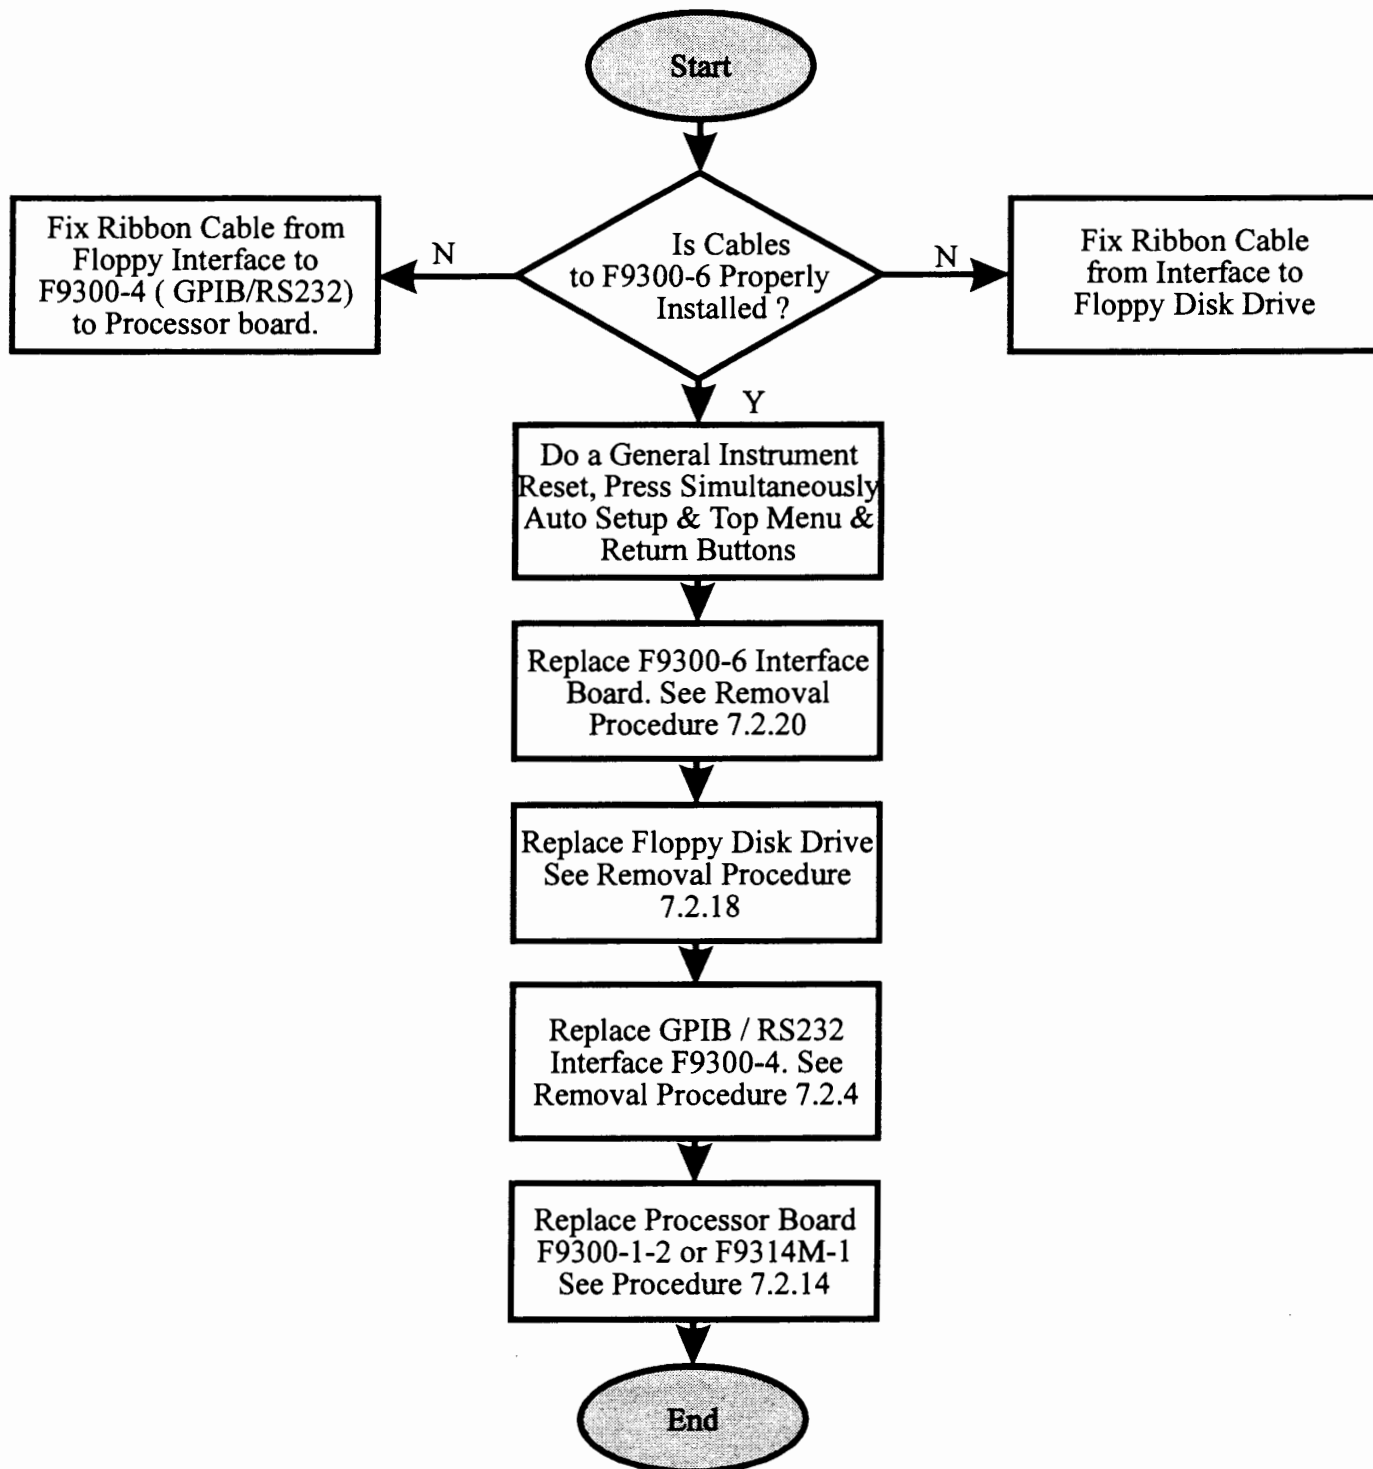 Start
Fix Ribbon Cable from
Floppy Interface to
F9300-4 ( GPIB/RS232)
to Processor board.
N
Is Cables
to F9300-6 Properly
Installed ?
N
Fix Ribbon Cable
from Interface to
Floppy Disk Drive
Y
Do a General Instrument
Reset, Press Simultaneously
Auto Setup & Top Menu &
Return Buttons
Replace F9300-6 Interface
Board. See Removal
Procedure 7.2.20
Replace Floppy Disk Drive
See Removal Procedure
7.2.18
Replace GPIB / RS232
Interface F9300-4. See
Removal Procedure 7.2.4
Replace Processor Board
F9300-1-2 or F9314M-1
See Procedure 7.2.14
End